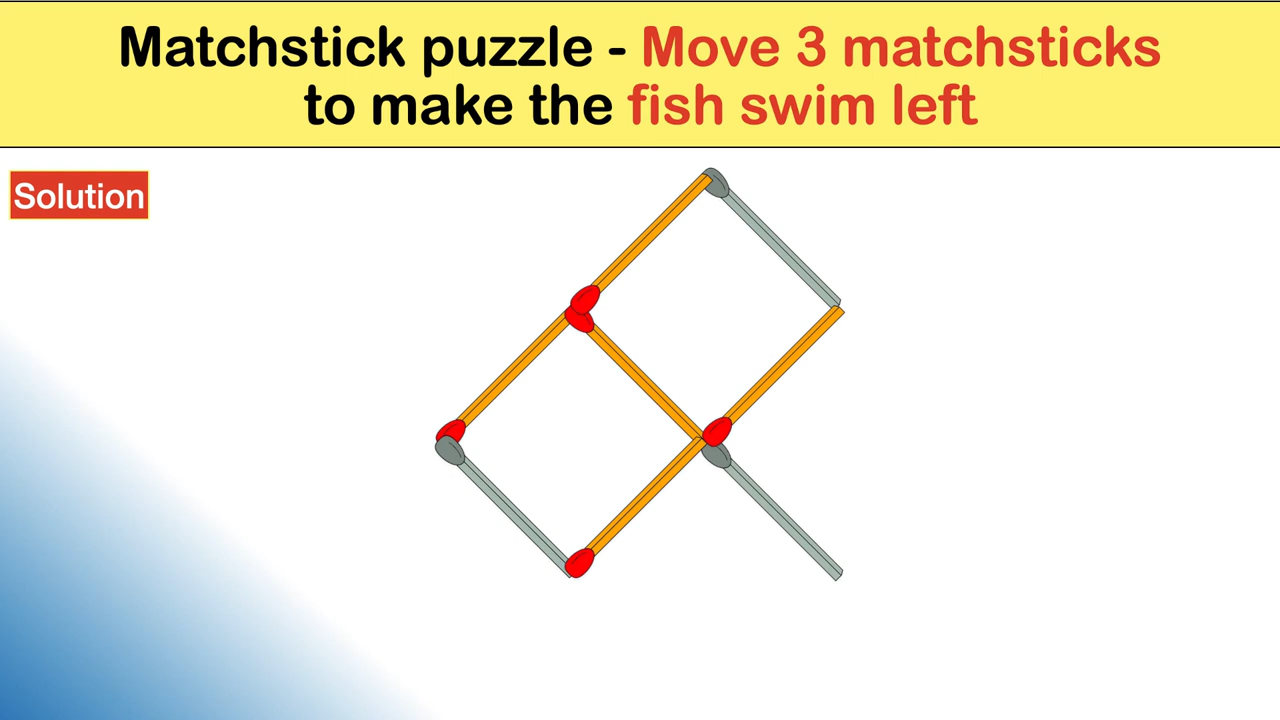 Matchstick puzzle - Move 3 matchsticks
to make the fish swim left
Solution